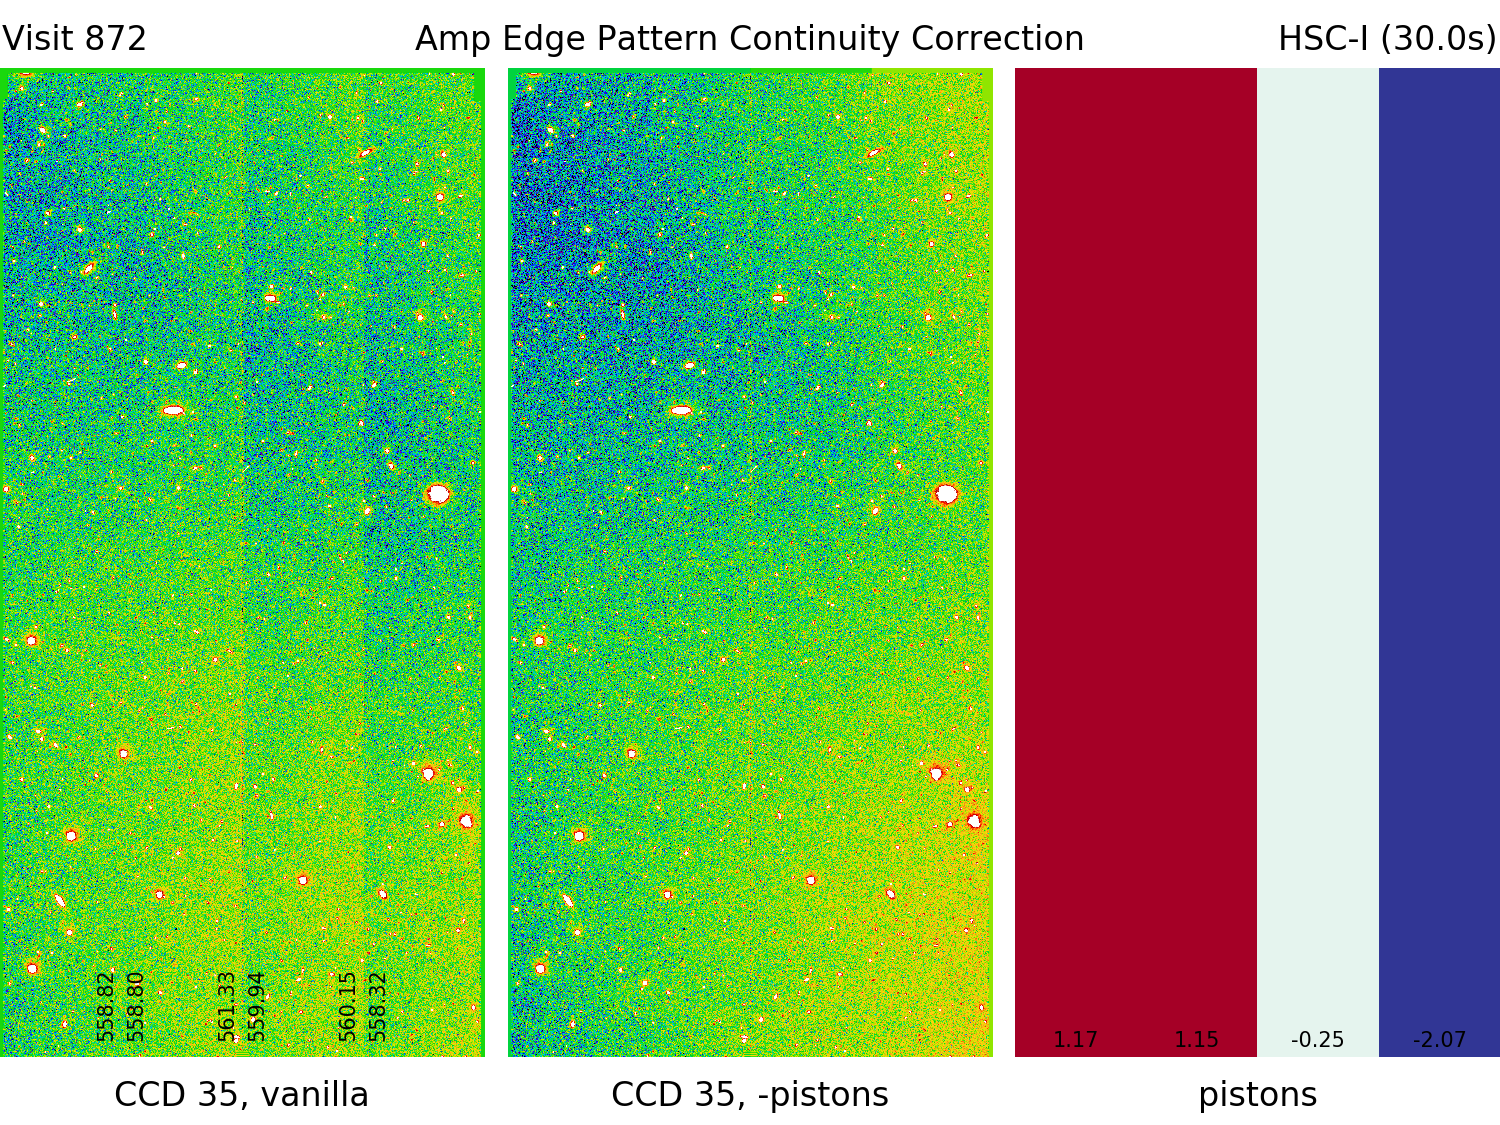 Visit 872
Amp Edge Pattern Continuity Correction
HSC-I (30.0s)
558.82
558.80
561.33
559.94
560.15
558.32
1.17
1.15
-0.25
-2.07
CCD 35, vanilla
CCD 35, -pistons
pistons